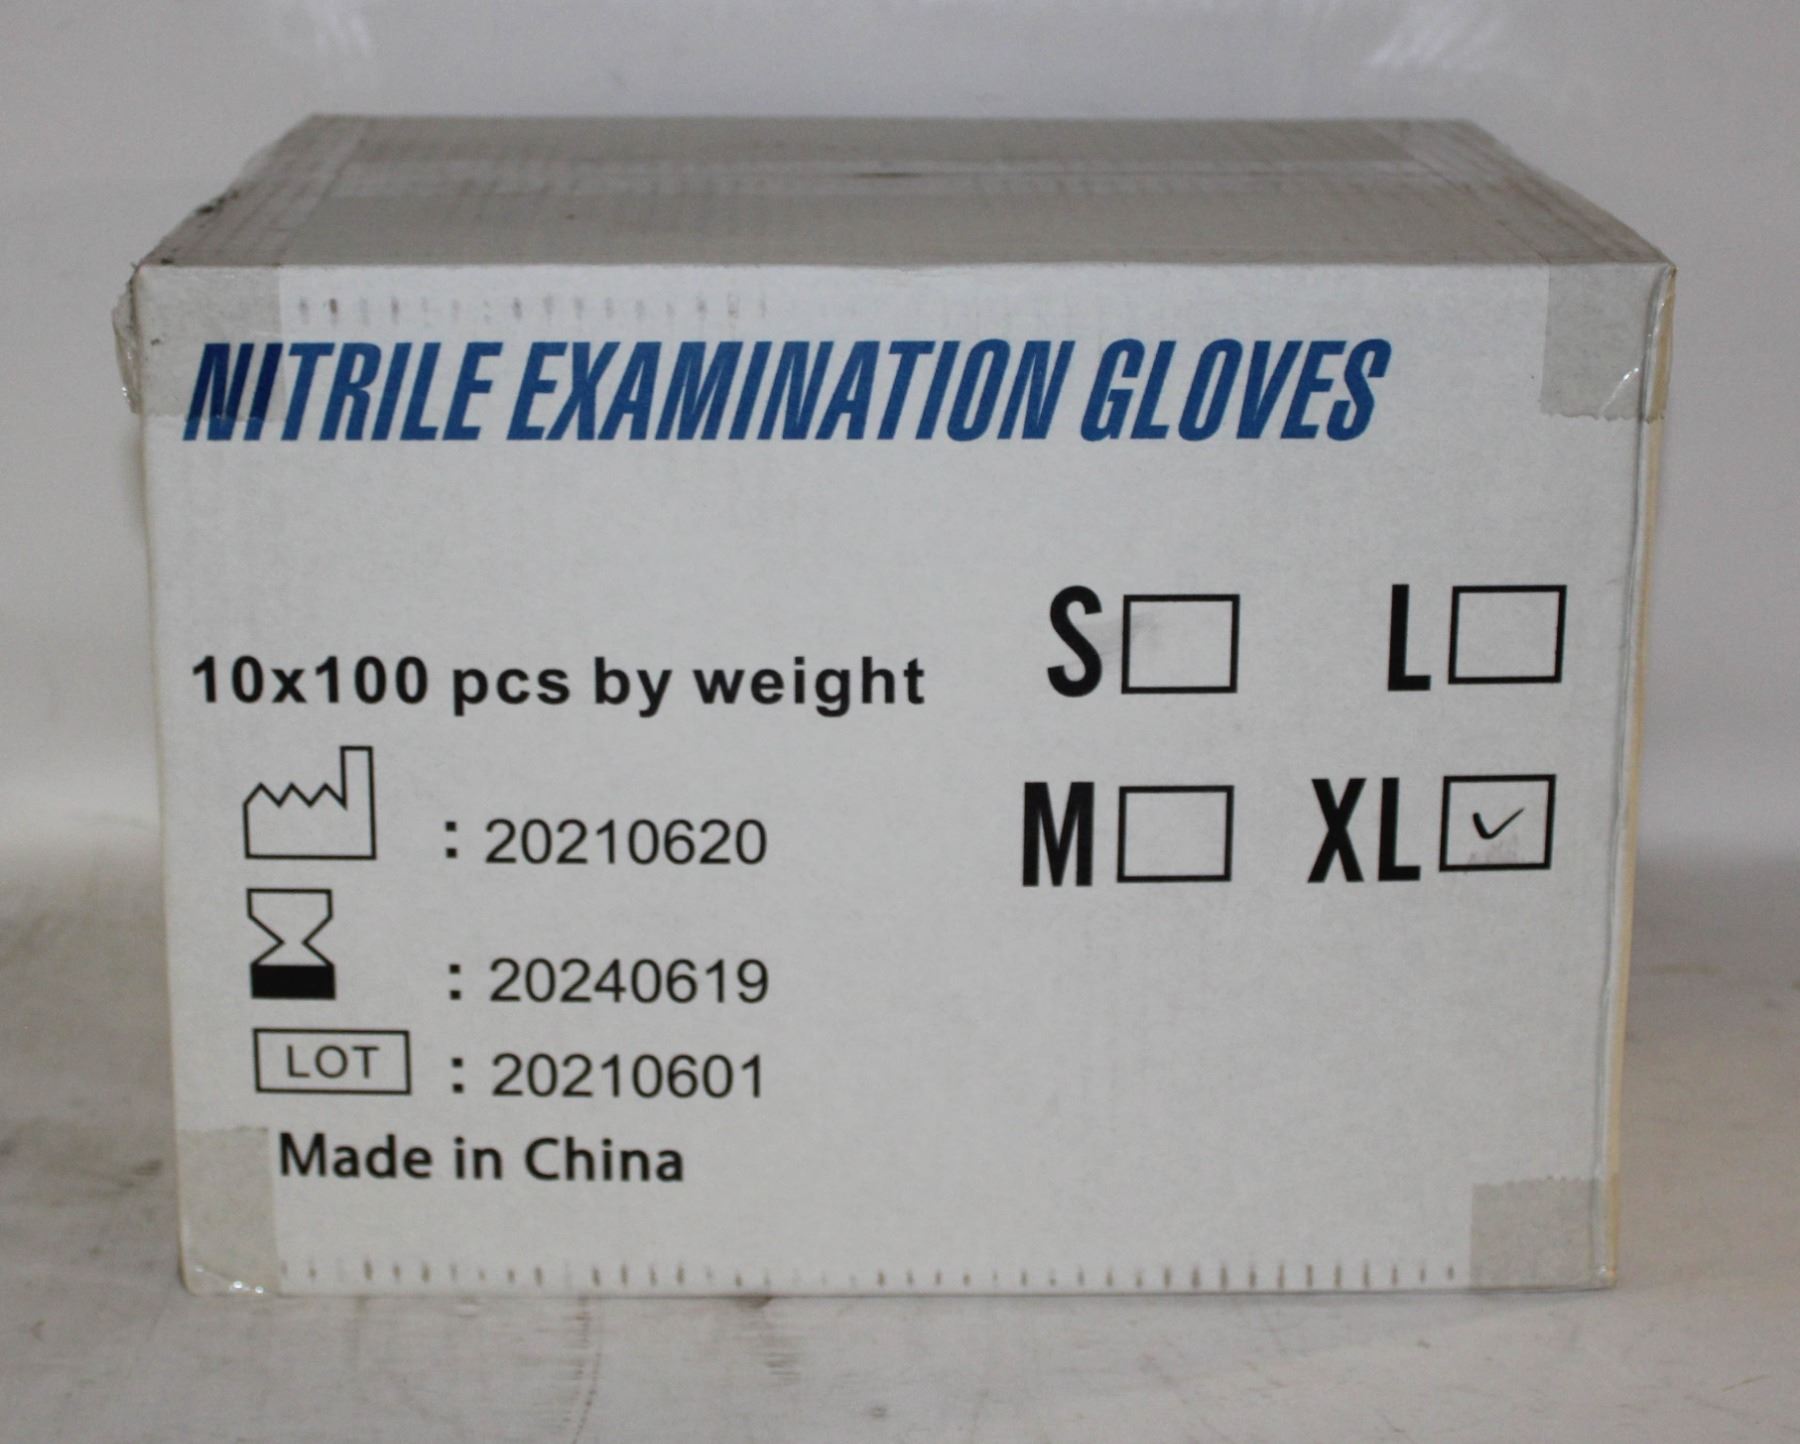 NITRILE EXAMINATION GLOVES
S L
10x100 pcs by weight
M XL
: 20210620
: 20240619
LOT : 20210601
Made in China